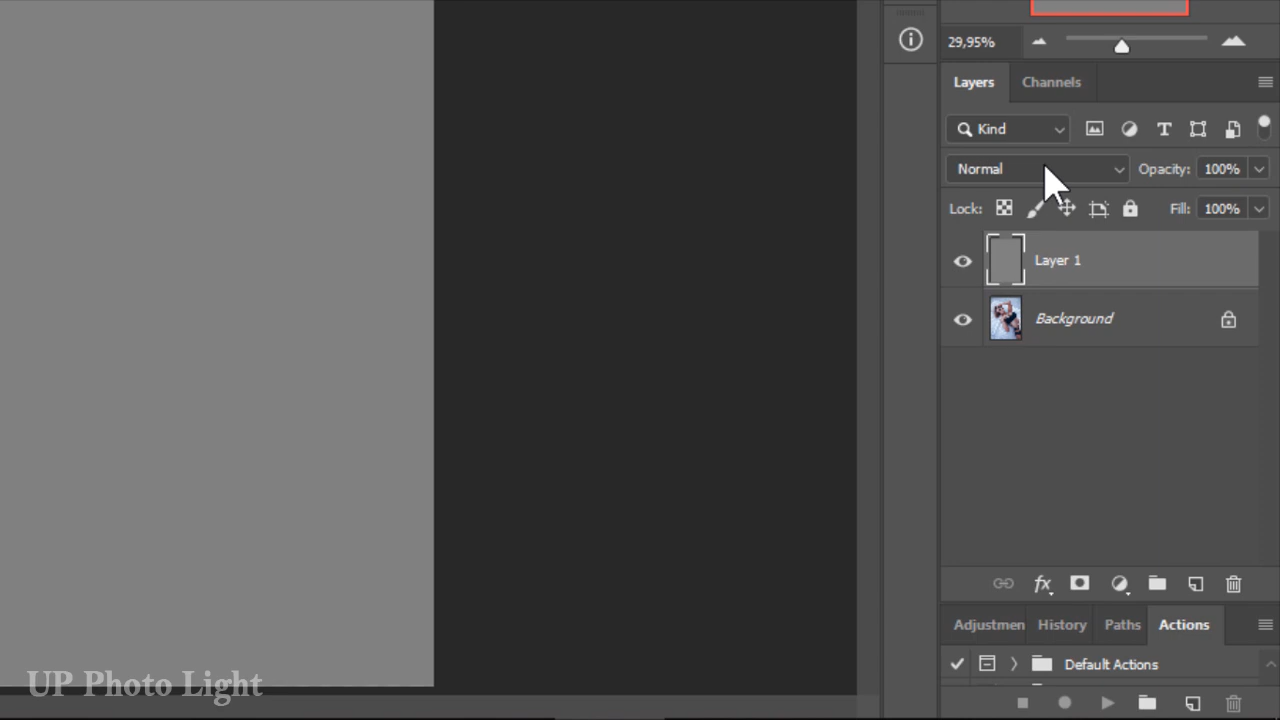 29,95%
Layers Channels
Kind
Normal Opacity: 100%
Lock: Fill: 100%
Layer 1
Background
fx
Adjustmen History Paths Actions
Default Actions
UP Photo Light